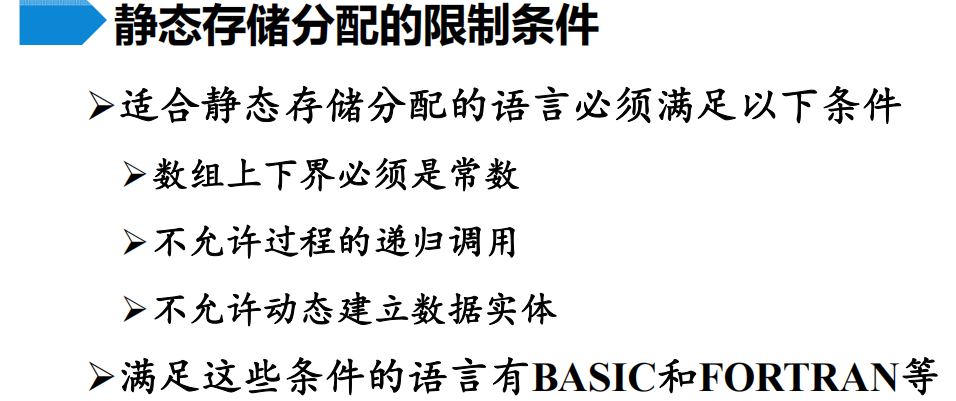 静态存储分配的限制条件
适合静态存储分配的语言必须满足以下条件
数组上下界必须是常数
不允许过程的递归调用
不允许动态建立数据实体
满足这些条件的语言有BASIC和FORTRAN等